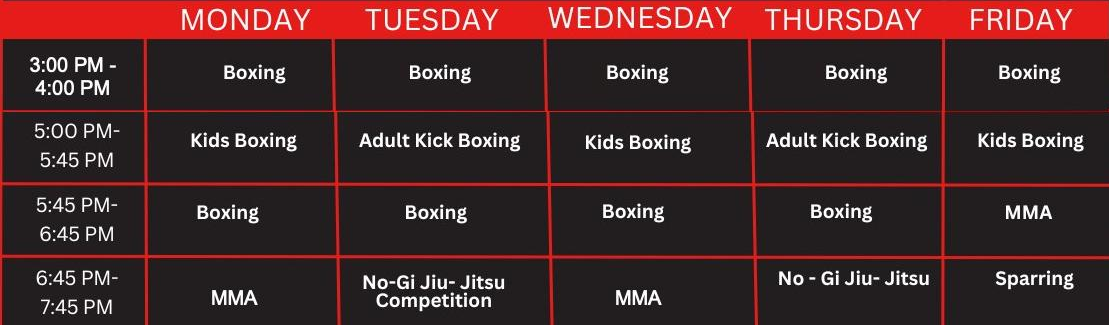 MONDAY TUESDAY WEDNESDAY THURSDAY FRIDAY
3:00 PM -
4:00 PM
Boxing Boxing Boxing Boxing Boxing
5:00 PM-
5:45 PM
Kids Boxing Adult Kick Boxing Kids Boxing Adult Kick Boxing Kids Boxing
5:45 PM-
6:45 PM
Boxing Boxing Boxing Boxing MMA
6:45 PM-
7:45 PM
MMA
No-Gi Jiu- Jitsu
Competition
MMA
No - Gi Jiu- Jitsu
Sparring